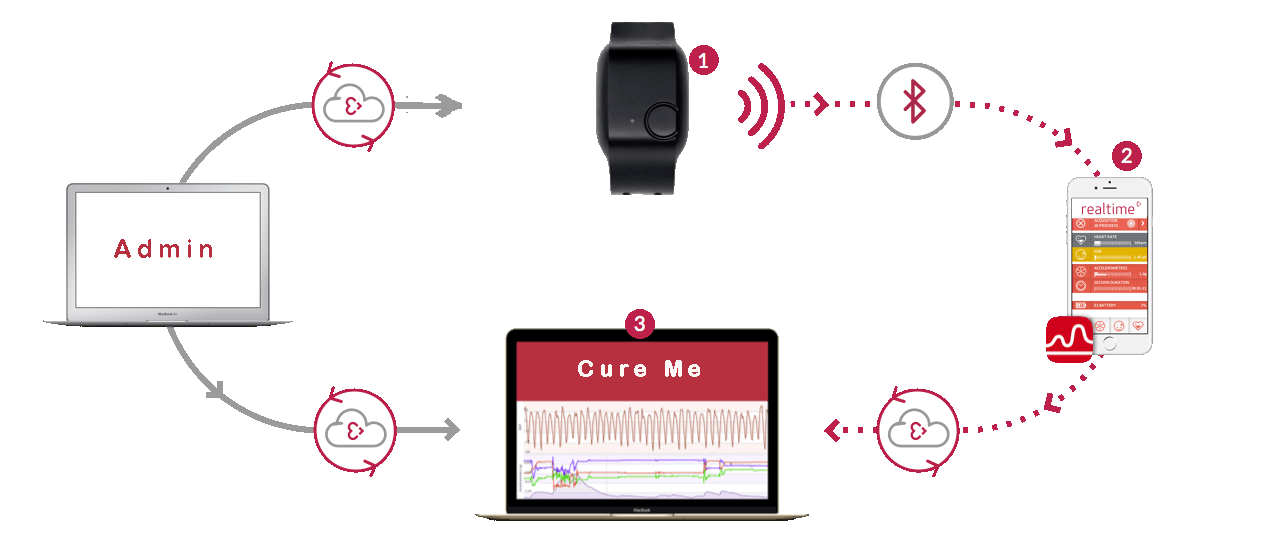 1
2
realtime
ACQUISITION
IN PROGRESS
HEART RATE
Admin
ACCELEROMETERS
SESSION DURATION
E4 BATTERY
MacBook Air
3
Cure Me
MacBook